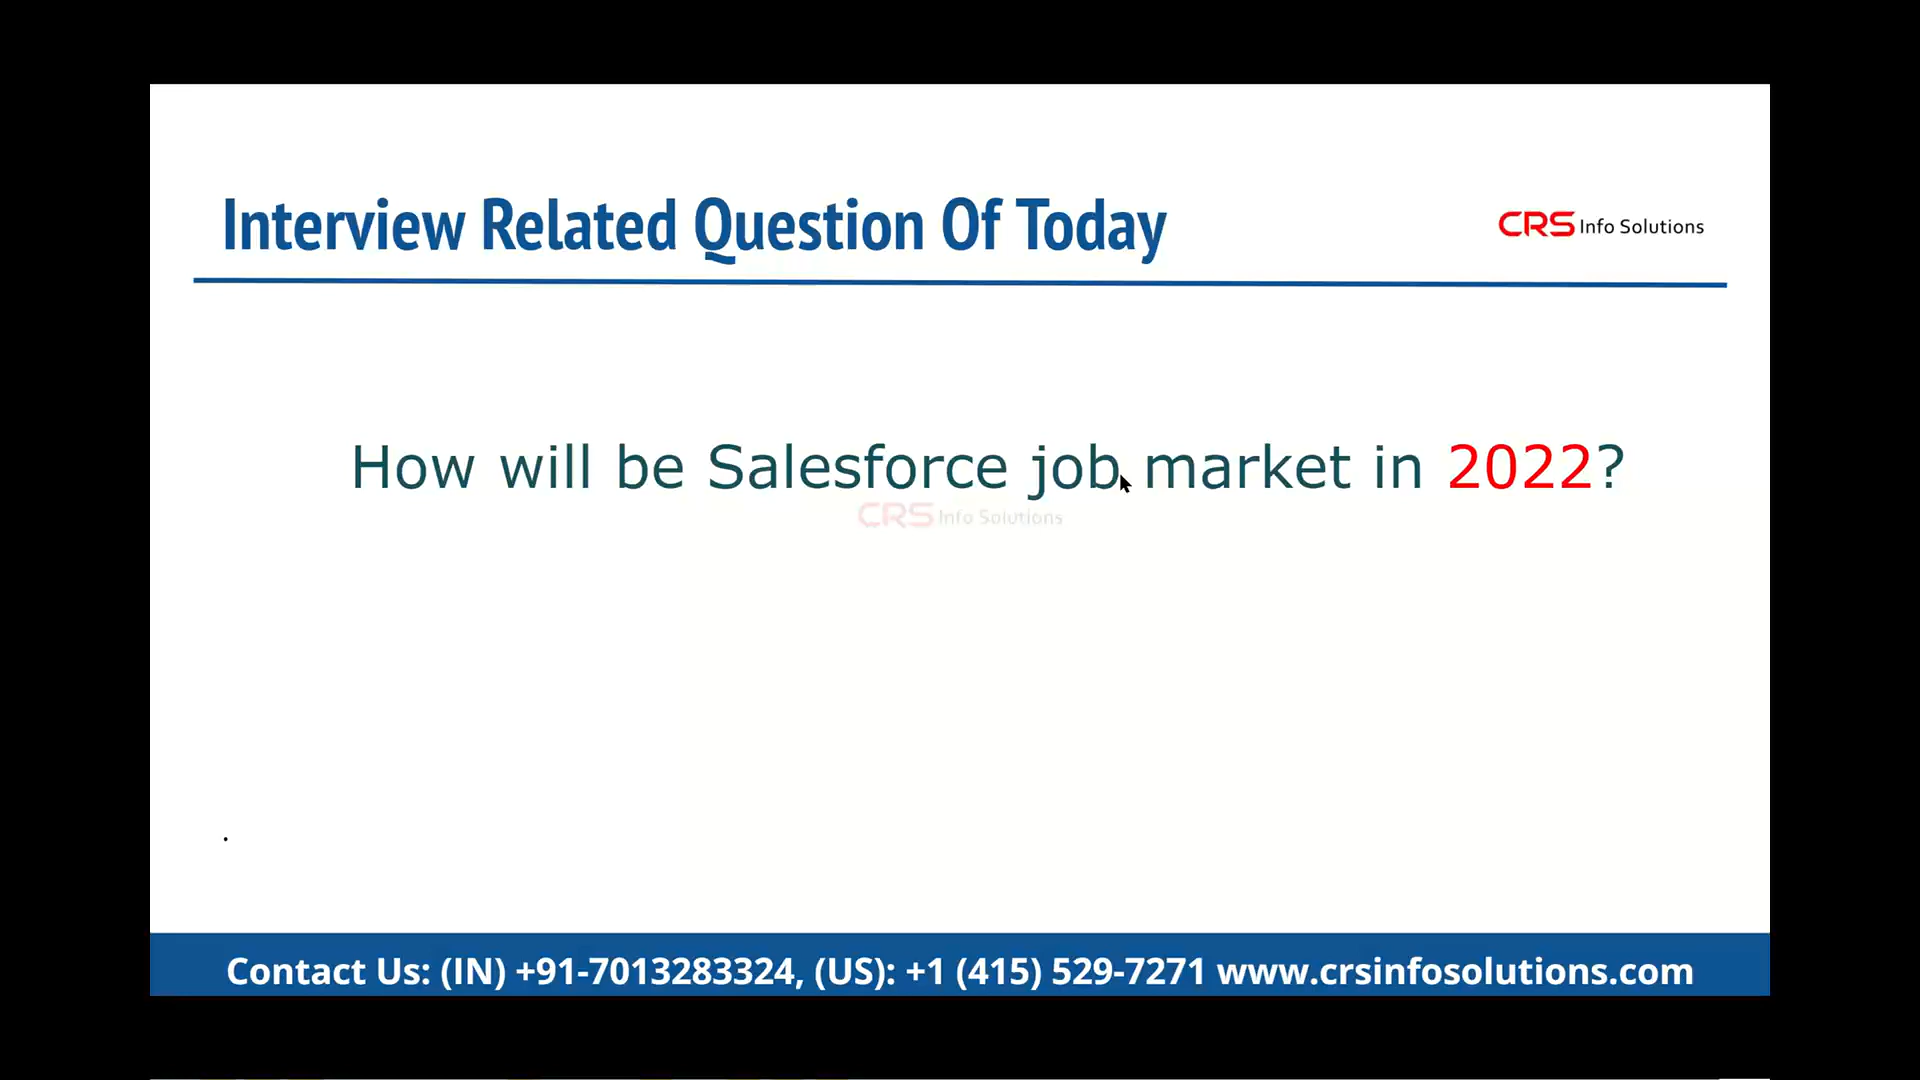 Interview Related Question Of Today
CRS Info Solutions
How will be Salesforce job market in 2022?
CRS Info Solutions
.
Contact Us: (IN) +91-7013283324, (US): +1 (415) 529-7271 www.crsinfosolutions.com